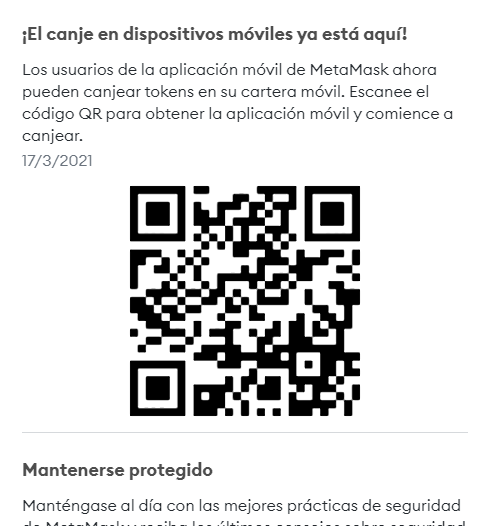 ¡El canje en dispositivos móviles ya está aquí!
Los usuarios de la aplicación móvil de MetaMask ahora
pueden canjear tokens en su cartera móvil. Escanee el
código QR para obtener la aplicación móvil y comience a
canjear.
17/3/2021
Mantenerse protegido
Manténgase al día con las mejores prácticas de seguridad
de MetaMask y reciba los últimos consejos sobre seguridad